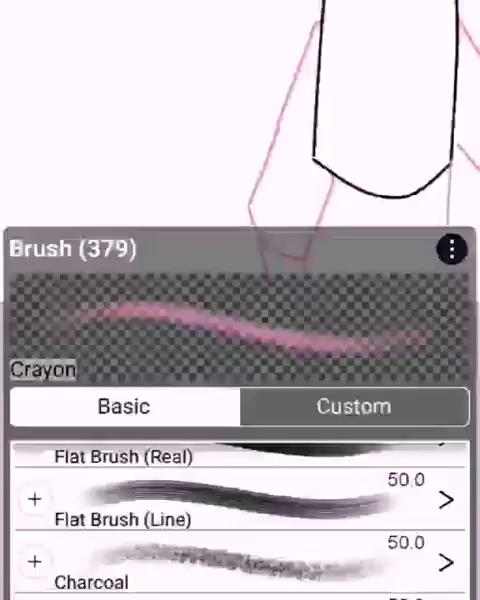 Brush (379)
Crayon
Basic Custom
Flat Brush (Real)
50.0
Flat Brush (Line)
50.0
Charcoal